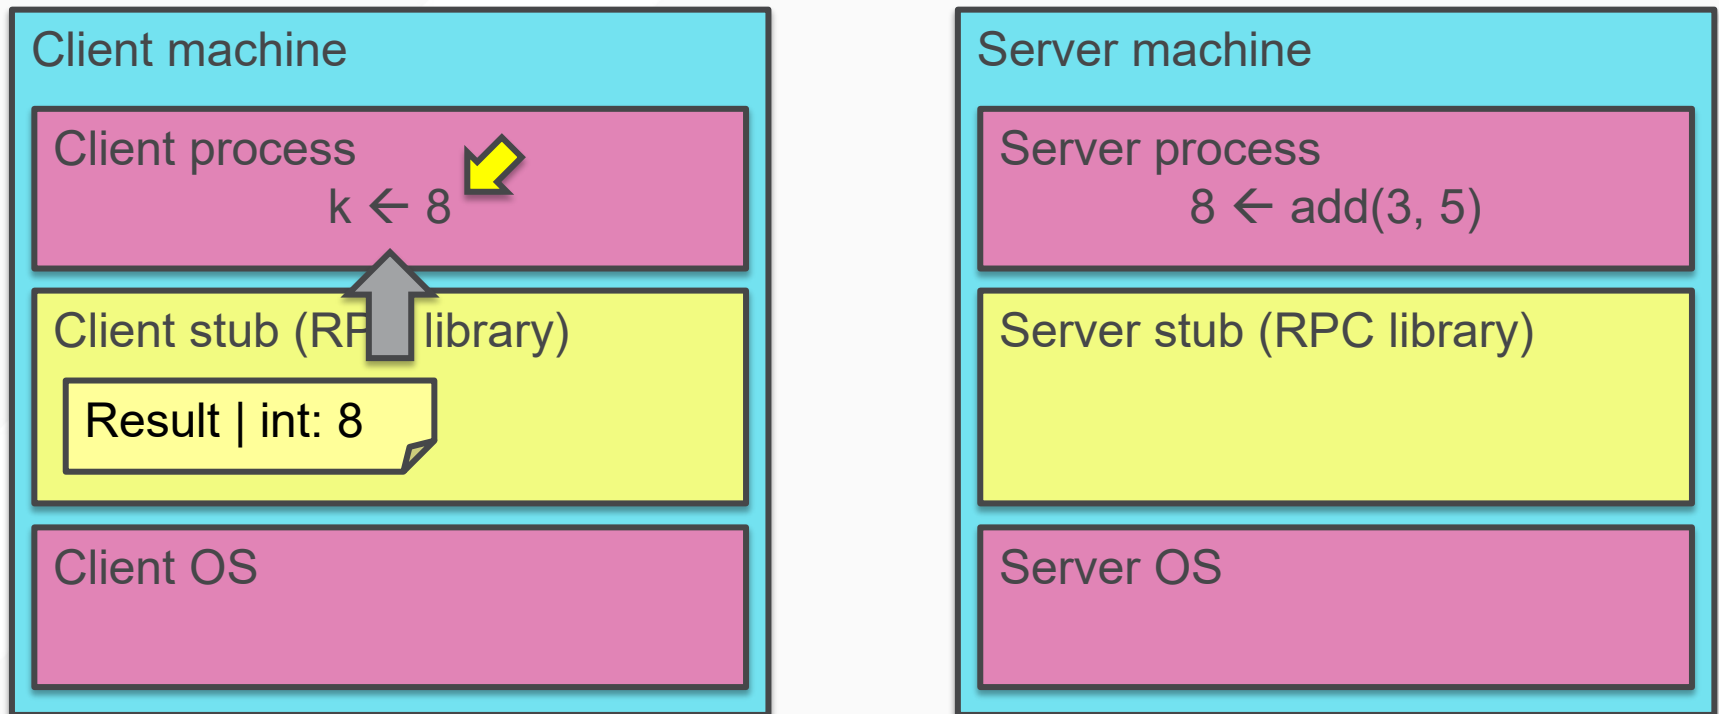 Client machine
Client process
k ← 8
Client stub (RP library)
Result | int: 8
Client OS
Server machine
Server process
8 ← add(3, 5)
Server stub (RPC library)
Server OS